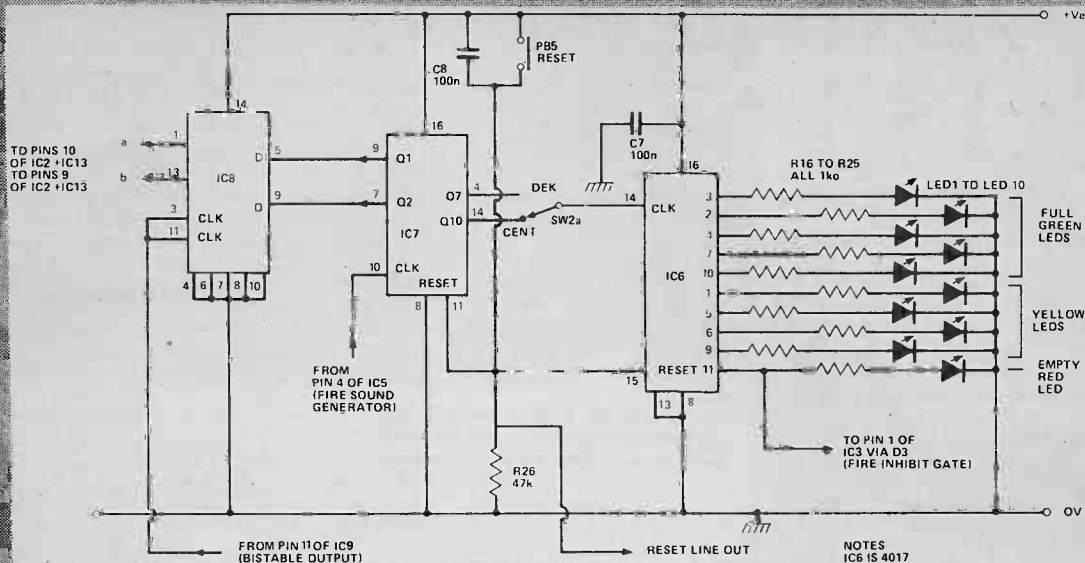 +Ve
PB5
RESET
C8
100n
14
16
TO PINS 10
OF IC2 +IC13
TO PINS 9
OF IC2 +IC13
a
b
1
13
3
11
CLK
CLK
IC8
D
D
5
9
4
6
7
8
10
9
7
Q1
Q2
IC7
Q7
Q10
4
14
10
CLK
RESET
8
11
DEK
CENT
SW2a
C7
100n
16
14
CLK
IC6
RESET
15
13
8
3
2
4
7
10
1
5
6
9
11
R16 TO R25
ALL 1ko
LED1 TO LED 10
FULL
GREEN
LEDS
YELLOW
LEDS
EMPTY
RED
LED
FROM
PIN 4 OF IC5
(FIRE SOUND
GENERATOR)
R26
47k
TO PIN 1 OF
IC3 VIA D3
(FIRE INHIBIT GATE)
OV
FROM PIN 11 OF IC9
(BISTABLE OUTPUT)
RESET LINE OUT
NOTES
IC6 IS 4017